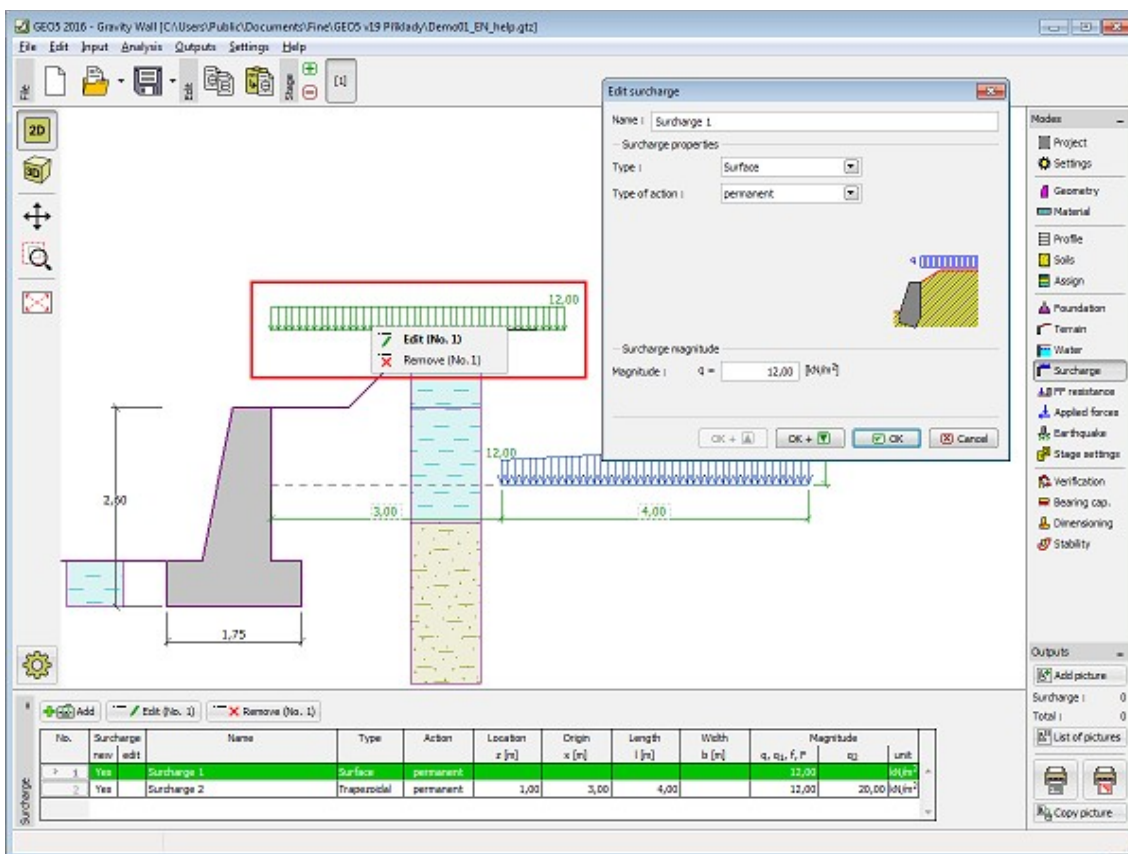 GEO5 2016 - Gravity Wall [C:\Users\Public\Documents\Fine\GEO5 v19 Příklady\Demo01_EN_help.gtz]
File Edit Input Analysis Outputs Settings Help
File
Edit
Stage
[1]
2D
3D
12,00
Edit (No. 1)
Remove (No. 1)
12,00
2,60
3,00
4,00
1,75
Edit surcharge
Name : Surcharge 1
Surcharge properties
Type : Surface
Type of action : permanent
q
Surcharge magnitude
Magnitude : q = 12,00 [kN/m²]
OK + OK + OK Cancel
Modes
Project
Settings
Geometry
Material
Profile
Soils
Assign
Foundation
Terrain
Water
Surcharge
FF resistance
Applied forces
Earthquake
Stage settings
Verification
Bearing cap.
Dimensioning
Stability
Outputs
Add picture
Surcharge : 0
Total : 0
List of pictures
Copy picture
Surcharge
Add Edit (No. 1) Remove (No. 1)
No. Surcharge Name Type Action Location Origin Length Width Magnitude
new edit z [m] x [m] l [m] b [m] q, q1, f, F q2 unit
> 1 Yes Surcharge 1 Surface permanent 12,00 kN/m²
2 Yes Surcharge 2 Trapezoidal permanent 1,00 3,00 4,00 12,00 20,00 kN/m²